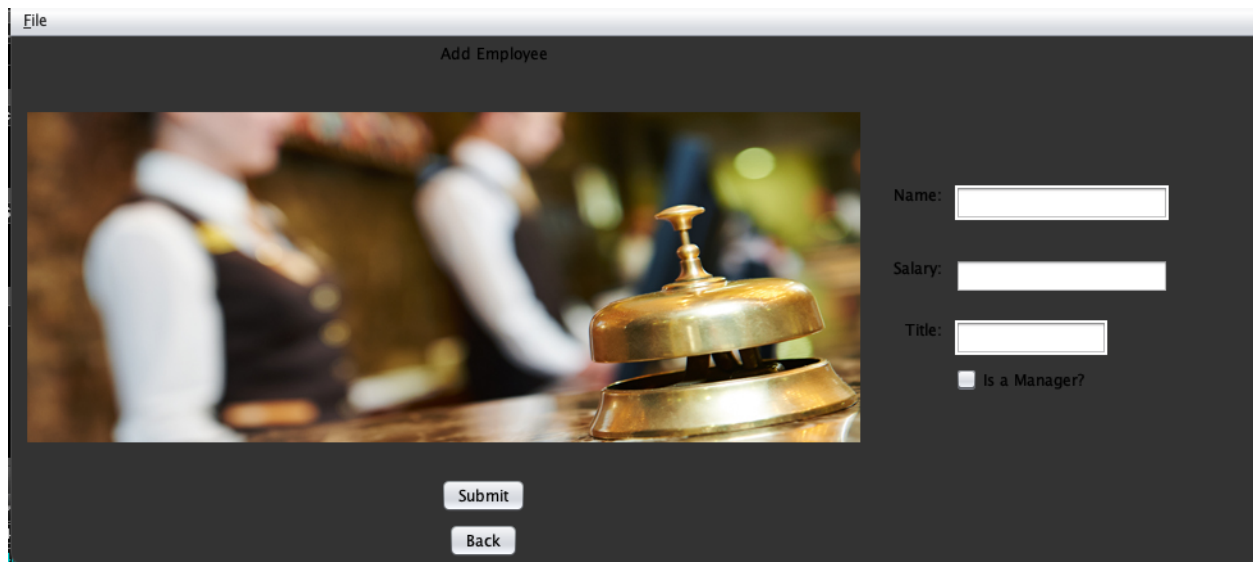 File
Add Employee
Name:
Salary:
Title:
Is a Manager?
Submit
Back